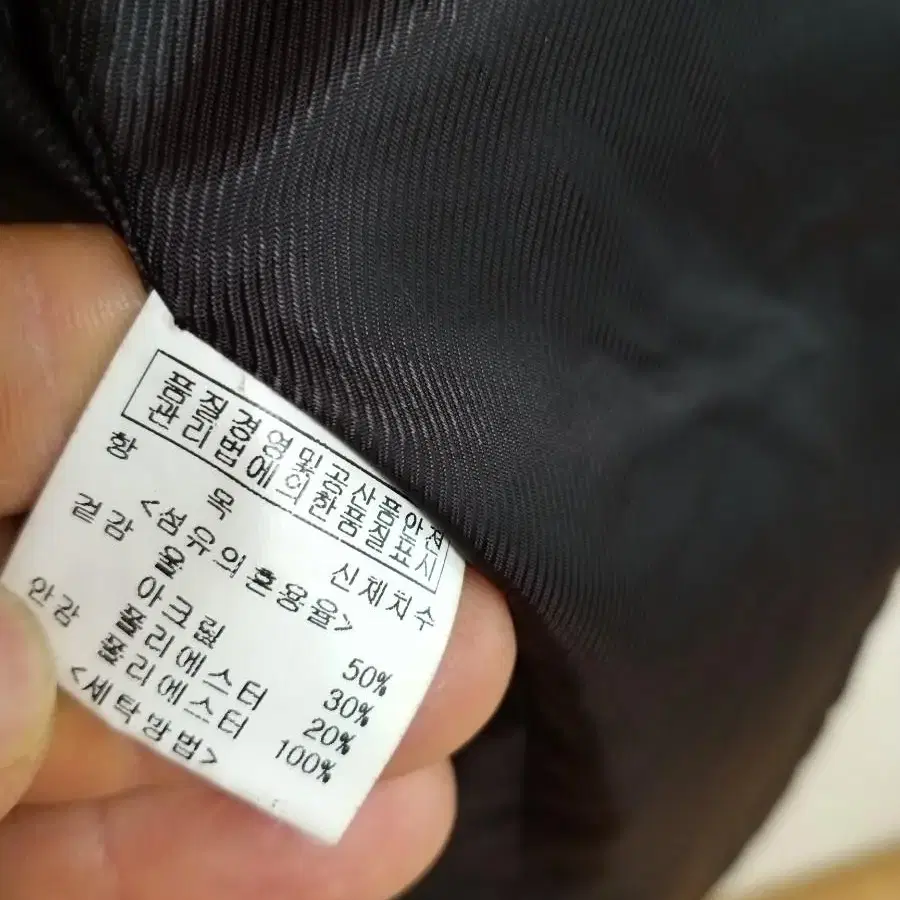 품질경영및공산품안전
관리법에의한품질표시
항 목 신체치수
<섬유의 혼용율>
겉감 울 50%
아크릴 30%
폴리에스터 20%
안감 폴리에스터 100%
<세탁방법>